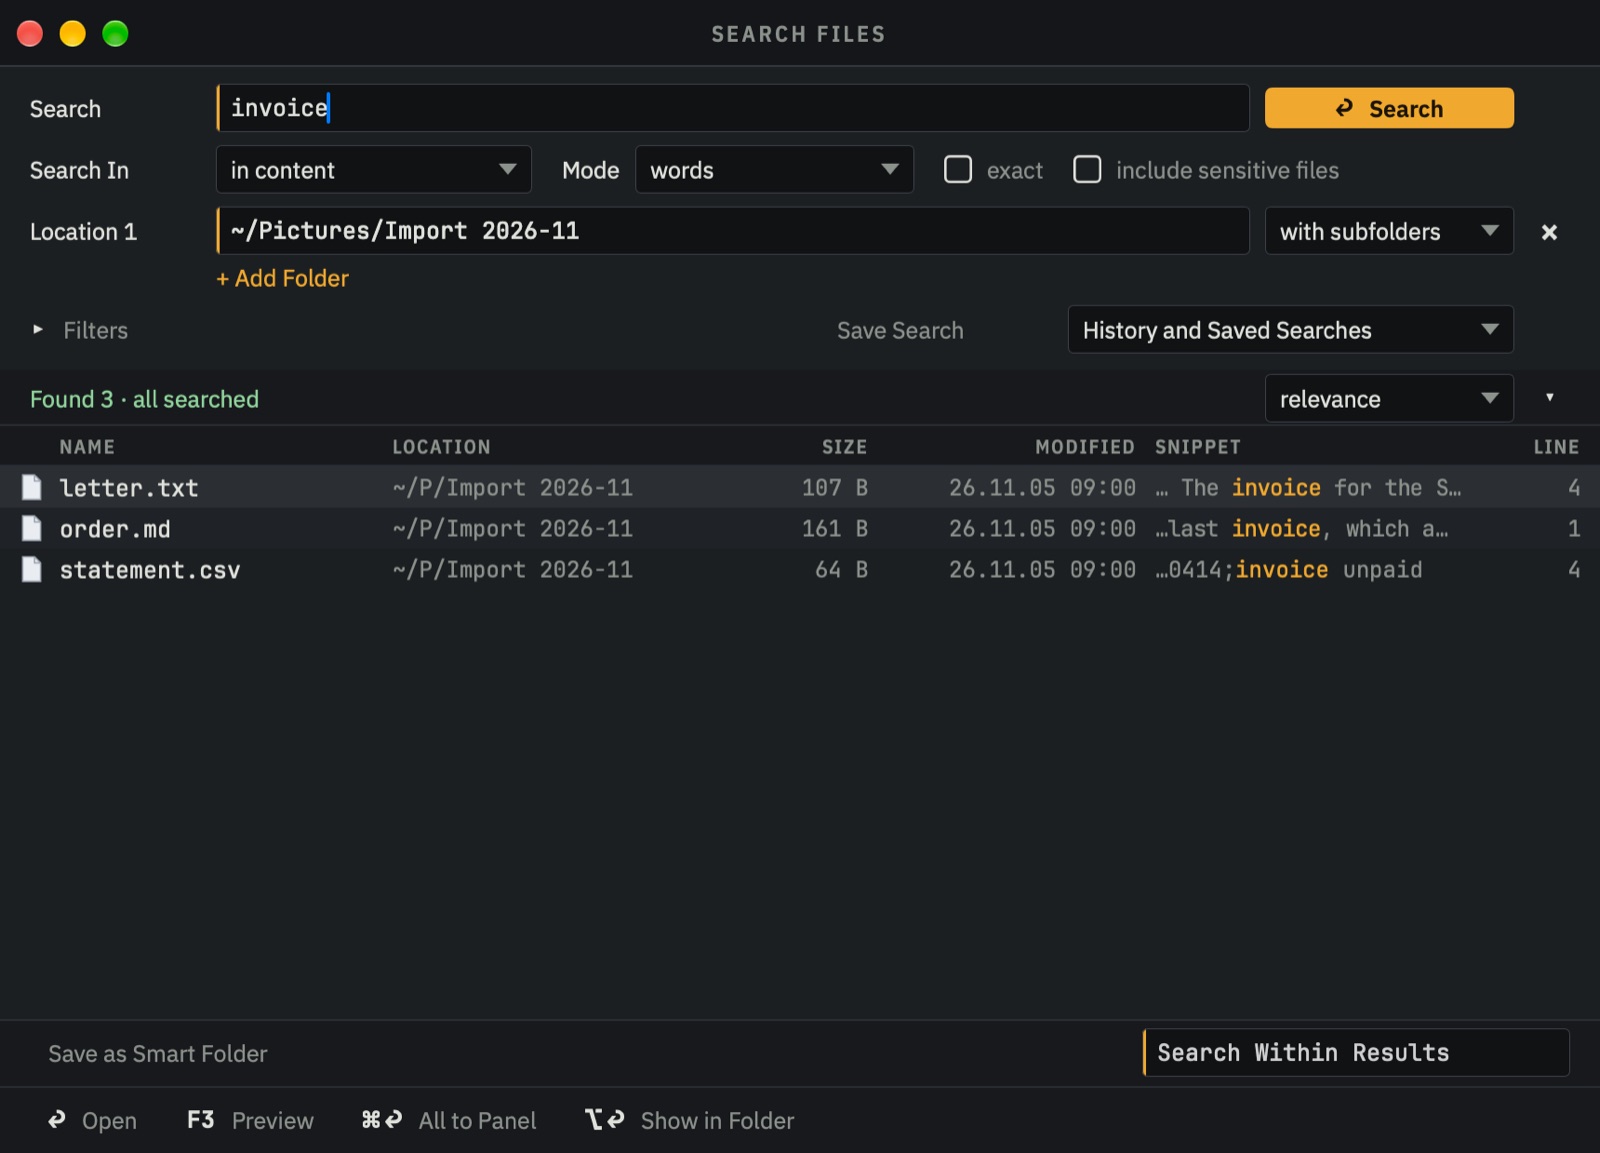 SEARCH FILES
Search invoice Search
Search In in content Mode words exact include sensitive files
Location 1 ~/Pictures/Import 2026-11 with subfolders
+ Add Folder
Filters Save Search History and Saved Searches
Found 3 · all searched relevance
NAME LOCATION SIZE MODIFIED SNIPPET LINE
letter.txt ~/P/Import 2026-11 107 B 26.11.05 09:00 … The invoice for the S… 4
order.md ~/P/Import 2026-11 161 B 26.11.05 09:00 …last invoice, which a… 1
statement.csv ~/P/Import 2026-11 64 B 26.11.05 09:00 …0414;invoice unpaid 4
Save as Smart Folder Search Within Results
Open F3 Preview ⌘ All to Panel ⌥ Show in Folder